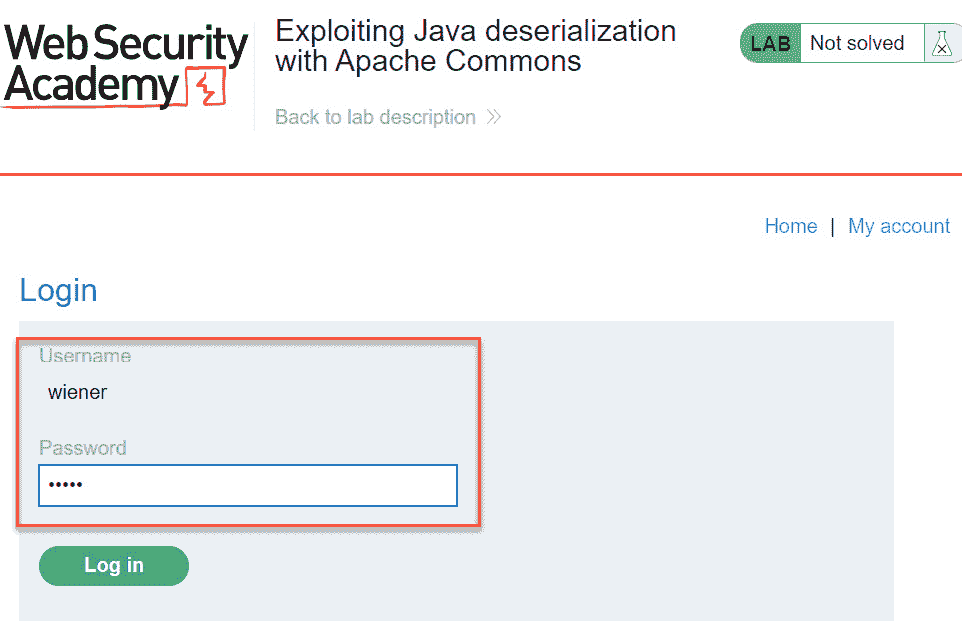 Web Security
Academy
Exploiting Java deserialization
with Apache Commons
Back to lab description
LAB Not solved
Home | My account
Login
Username
wiener
Password
•••••
Log in